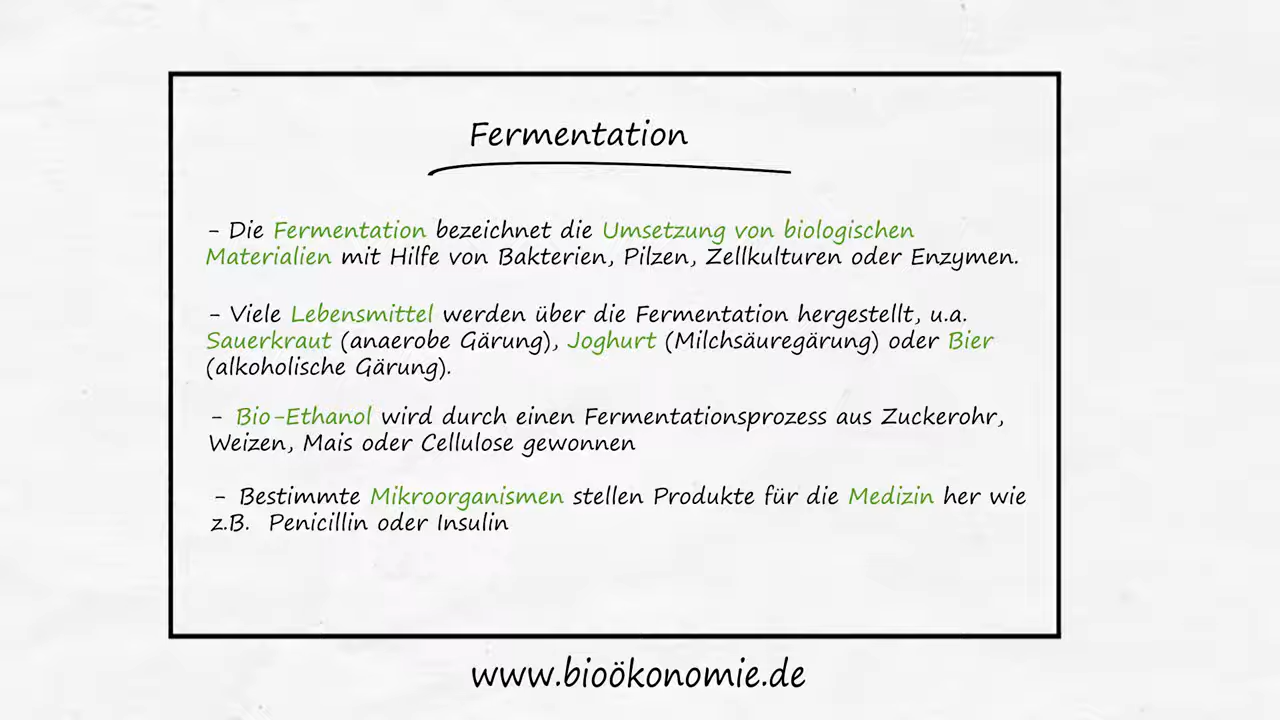 Fermentation
- Die Fermentation bezeichnet die Umsetzung von biologischen
Materialien mit Hilfe von Bakterien, Pilzen, Zellkulturen oder Enzymen.
- Viele Lebensmittel werden über die Fermentation hergestellt, u.a.
Sauerkraut (anaerobe Gärung), Joghurt (Milchsäuregärung) oder Bier
(alkoholische Gärung).
- Bio-Ethanol wird durch einen Fermentationsprozess aus Zuckerohr,
Weizen, Mais oder Cellulose gewonnen
- Bestimmte Mikroorganismen stellen Produkte für die Medizin her wie
z.B. Penicillin oder Insulin
www.bioökonomie.de